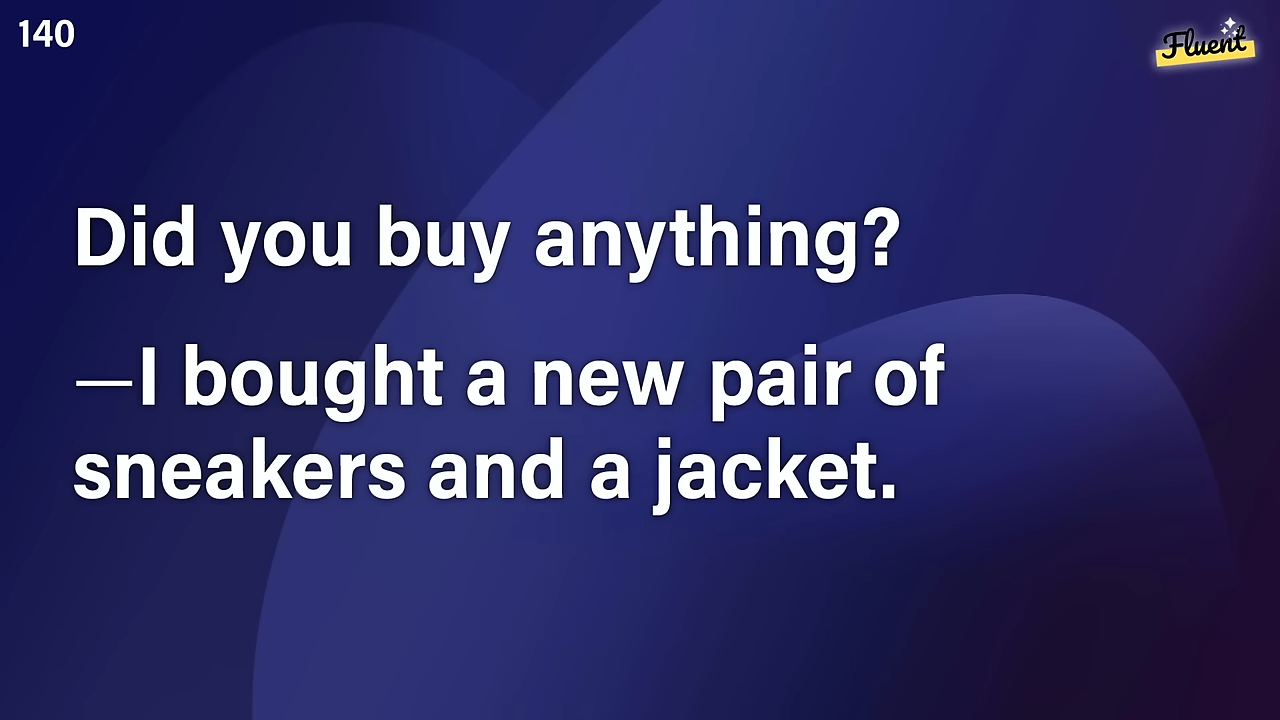 140
Fluent
Did you buy anything?
—I bought a new pair of
sneakers and a jacket.